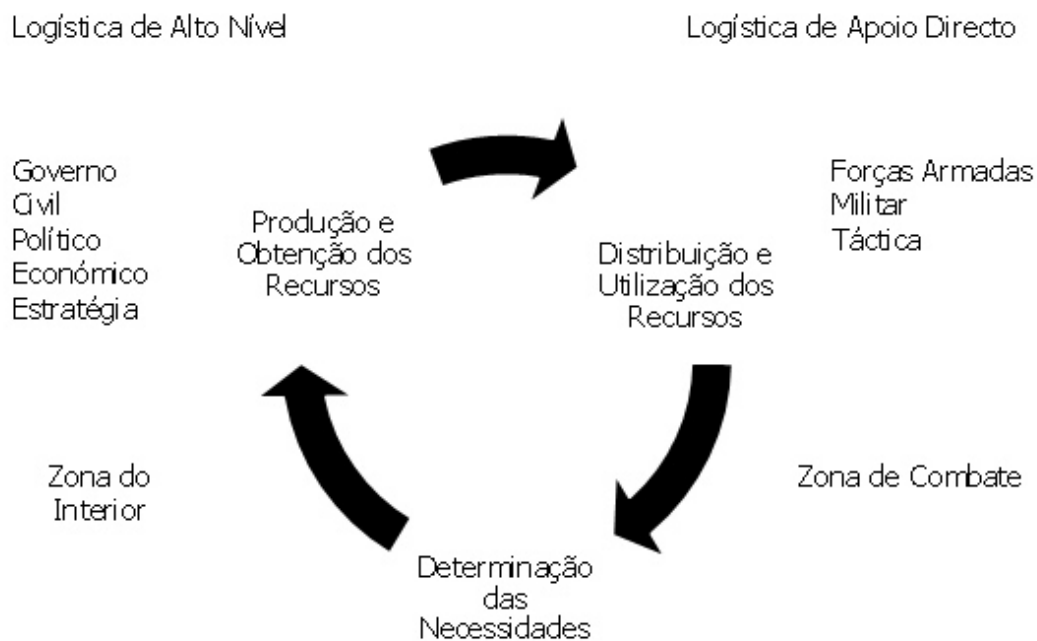 Logística de Alto Nível
Logística de Apoio Directo
Governo
Civil
Político
Económico
Estratégia
Produção e
Obtenção dos
Recursos
Distribuição e
Utilização dos
Recursos
Forças Armadas
Militar
Táctica
Zona do
Interior
Zona de Combate
Determinação
das
Necessidades